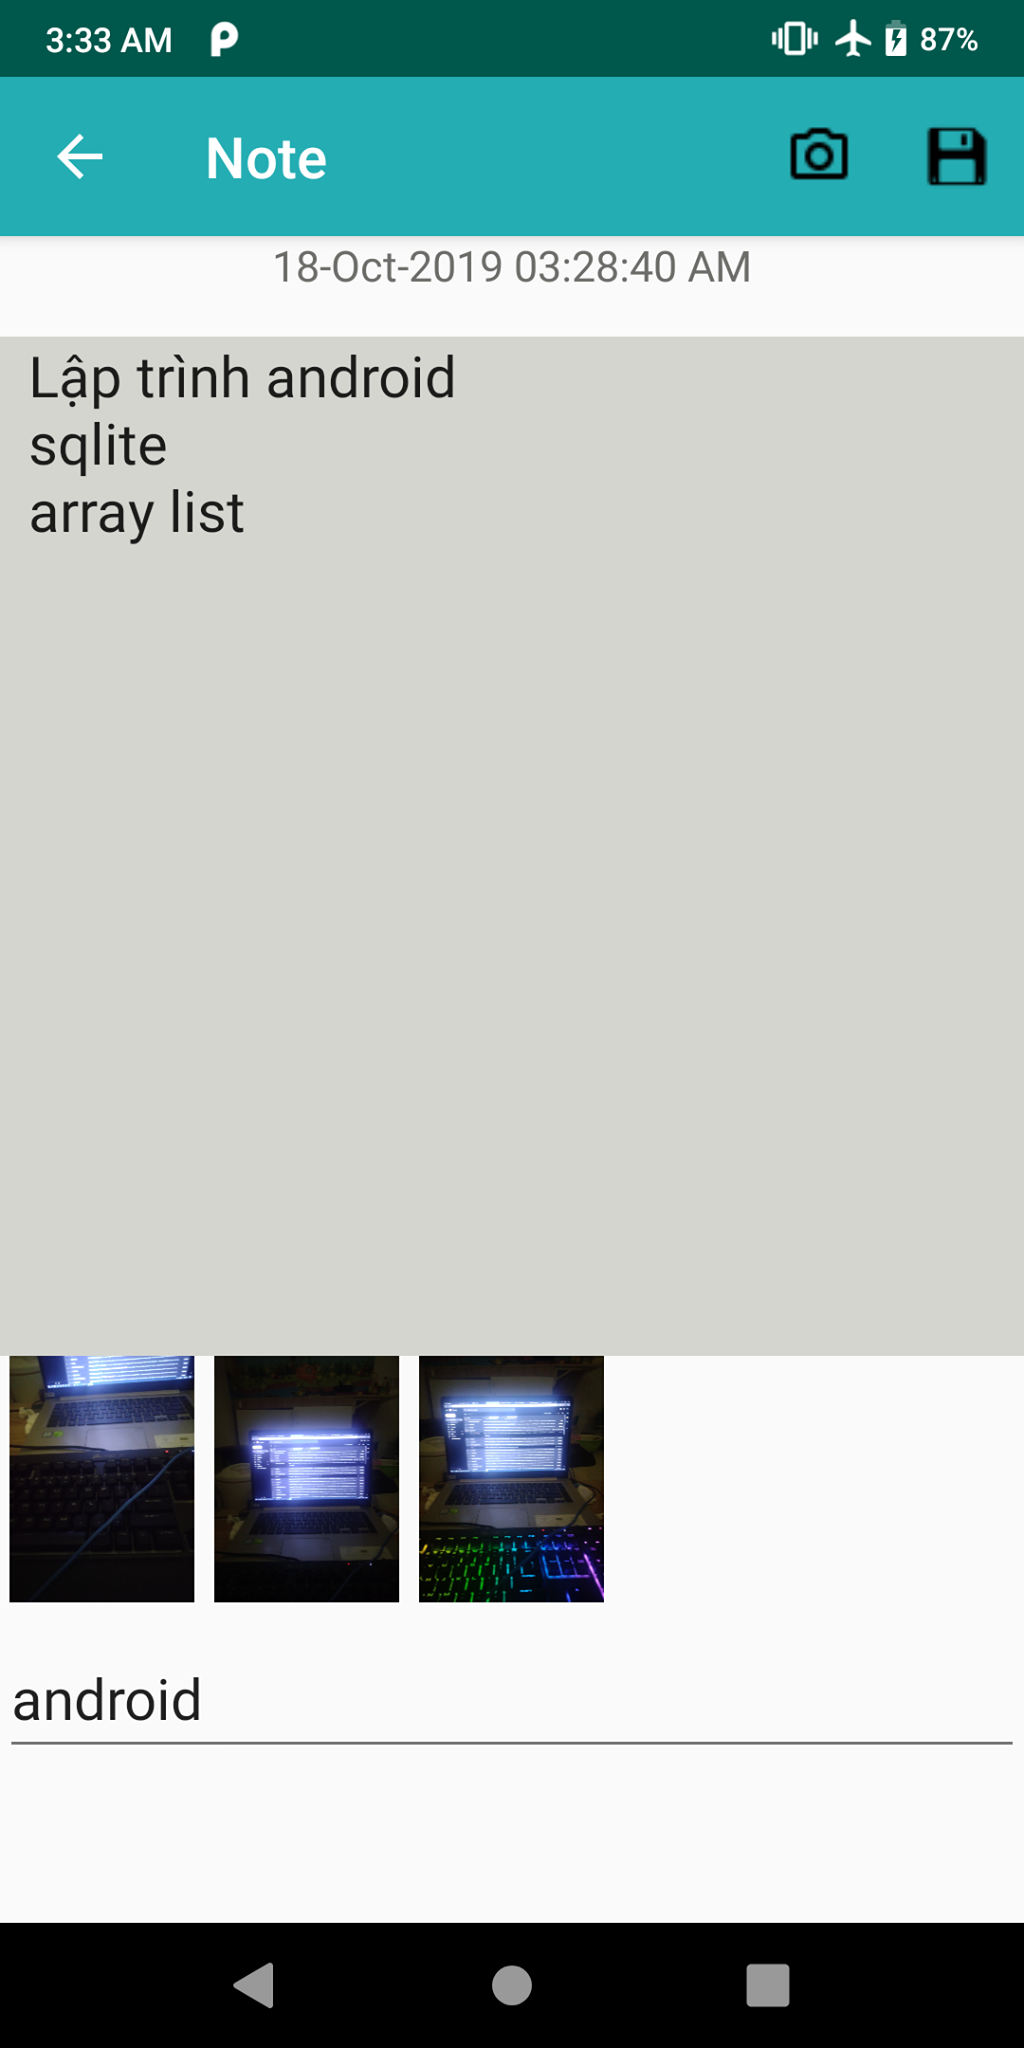 3:33 AM 87%
Note
18-Oct-2019 03:28:40 AM
Lập trình android
sqlite
array list
android